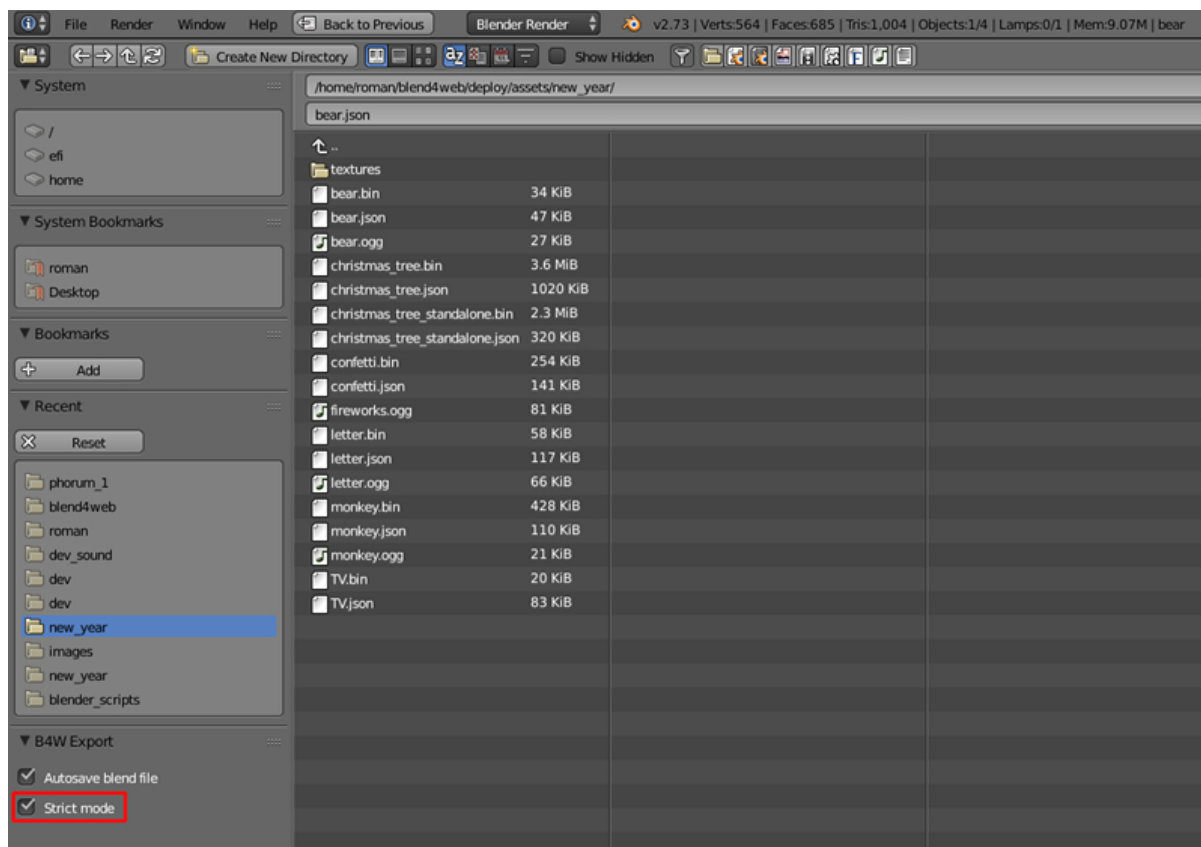 File Render Window Help Back to Previous Blender Render v2.73 | Verts:564 | Faces:685 | Tris:1,004 | Objects:1/4 | Lamps:0/1 | Mem:9.07M | bear
Create New Directory Show Hidden
System
/
efi
home
System Bookmarks
roman
Desktop
Bookmarks
Add
Recent
Reset
phorum_1
blend4web
roman
dev_sound
dev
dev
new_year
images
new_year
blender_scripts
B4W Export
Autosave blend file
Strict mode
/home/roman/blend4web/deploy/assets/new_year/
bear.json
..
textures
bear.bin 34 KiB
bear.json 47 KiB
bear.ogg 27 KiB
christmas_tree.bin 3.6 MiB
christmas_tree.json 1020 KiB
christmas_tree_standalone.bin 2.3 MiB
christmas_tree_standalone.json 320 KiB
confetti.bin 254 KiB
confetti.json 141 KiB
fireworks.ogg 81 KiB
letter.bin 58 KiB
letter.json 117 KiB
letter.ogg 66 KiB
monkey.bin 428 KiB
monkey.json 110 KiB
monkey.ogg 21 KiB
TV.bin 20 KiB
TV.json 83 KiB